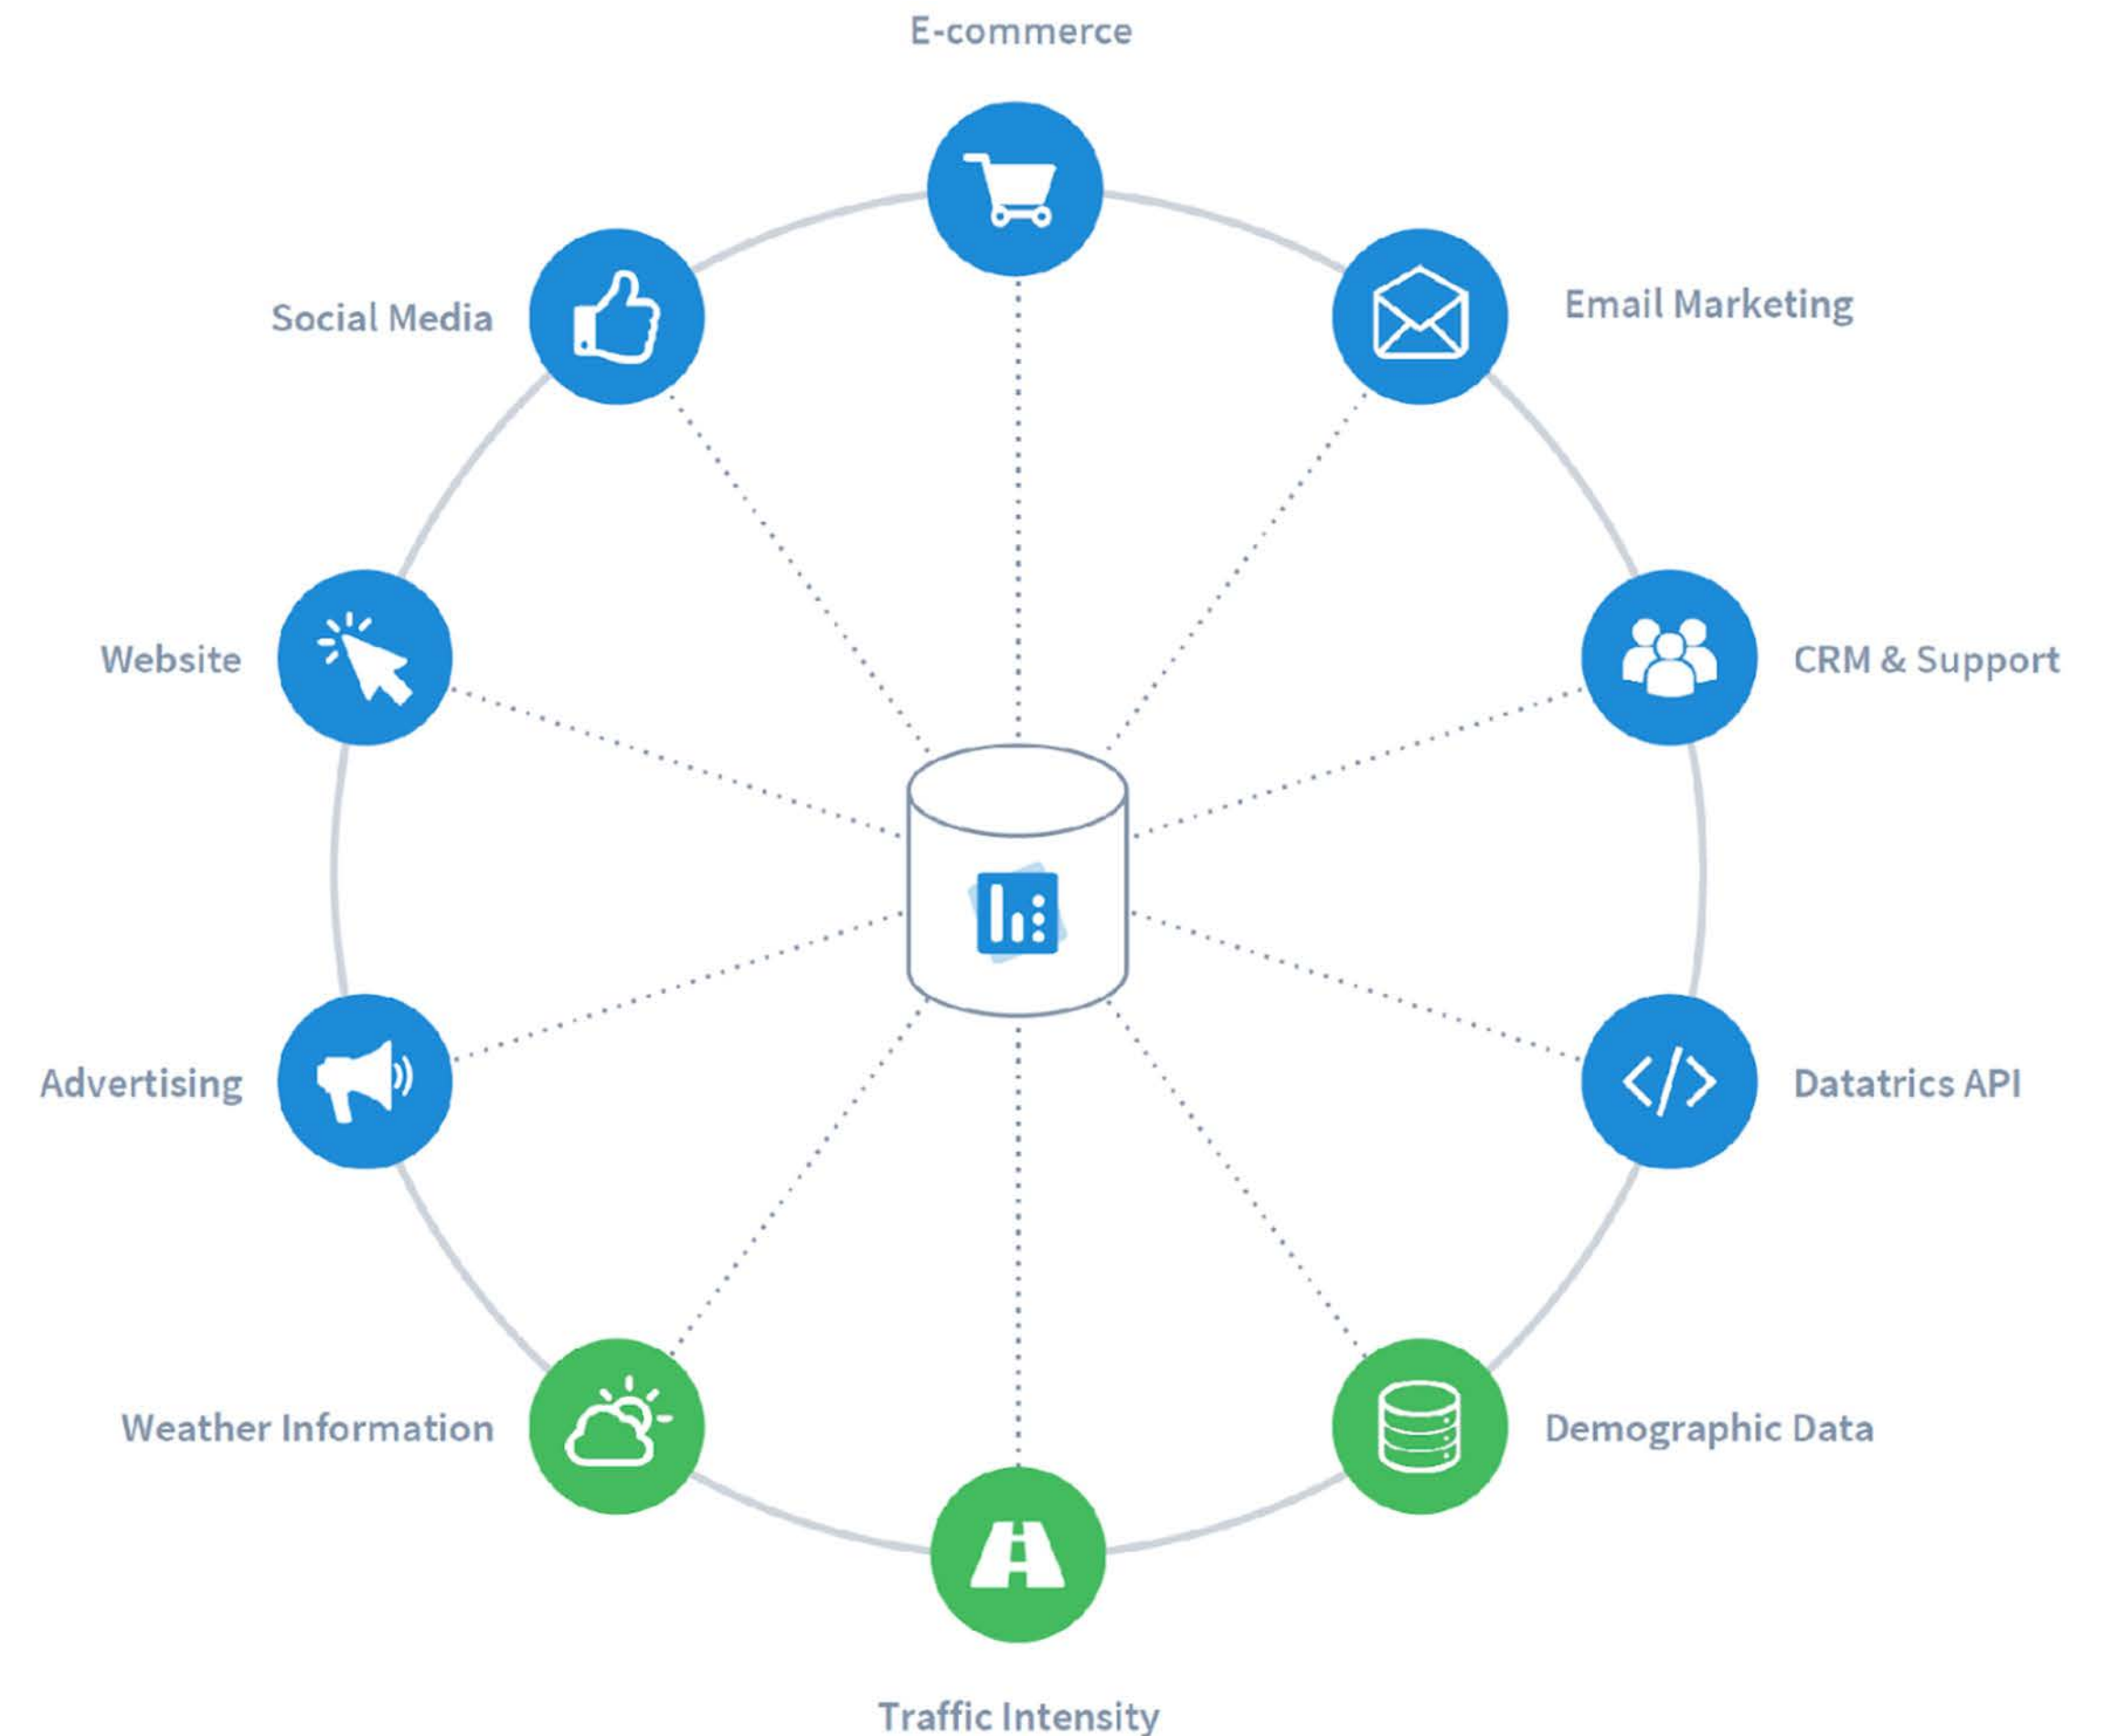 E-commerce
Social Media
Email Marketing
Website
CRM & Support
Advertising
Datatrics API
Weather Information
Demographic Data
Traffic Intensity